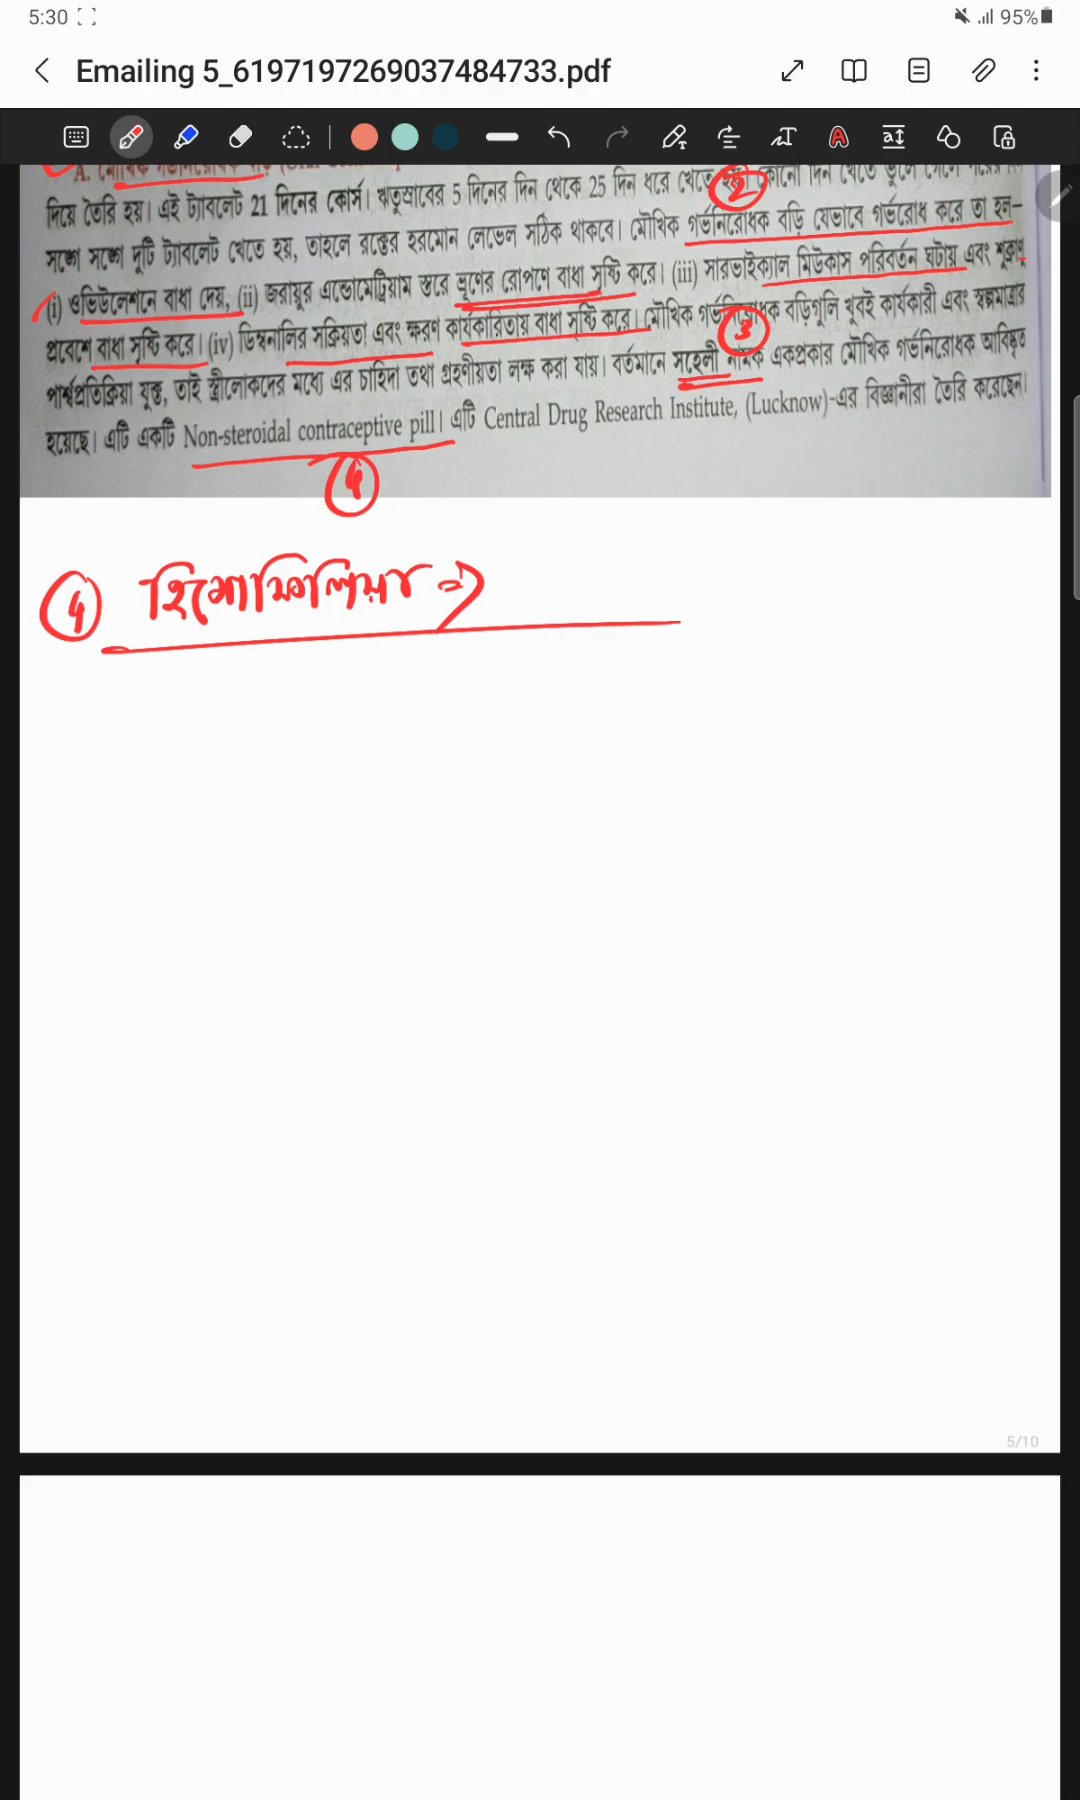 5:30
95%
Emailing 5_6197197269037484733.pdf
A. মৌখিক গর্ভনিরোধক বড়ি
দিয়ে তৈরি হয়। এই ট্যাবলেট 21 দিনের কোর্স। ঋতুস্রাবের 5 দিনের দিন থেকে 25 দিন ধরে খেতে হয়। কোনো দিন খেতে ভুলে গেলে পরের দিন
2
সঙ্গে সঙ্গে দুটি ট্যাবলেট খেতে হয়, তাহলে রক্তের হরমোন লেভেল সঠিক থাকবে। মৌখিক গর্ভনিরোধক বড়ি যেভাবে গর্ভরোধ করে তা হল–
(i) ওভিউলেশনে বাধা দেয়, (ii) জরায়ুর এন্ডোমেট্রিয়াম স্তরে ভ্রূণের রোপণে বাধা সৃষ্টি করে। (iii) সারভাইক্যাল মিউকাস পরিবর্তন ঘটায় এবং শুক্রাণু
প্রবেশে বাধা সৃষ্টি করে। (iv) ডিম্বনালির সক্রিয়তা এবং ক্ষরণ কার্যকারিতায় বাধা সৃষ্টি করে। মৌখিক গর্ভনিরোধক বড়িগুলি খুবই কার্যকারী এবং স্বল্পমাত্রার
3
পার্শ্বপ্রতিক্রিয়া যুক্ত, তাই স্ত্রীলোকদের মধ্যে এর চাহিদা তথা গ্রহণীয়তা লক্ষ করা যায়। বর্তমানে সহেলী নামক একপ্রকার মৌখিক গর্ভনিরোধক আবিষ্কৃত
হয়েছে। এটি একটি Non-steroidal contraceptive pill। এটি Central Drug Research Institute, (Lucknow)-এর বিজ্ঞানীরা তৈরি করেছেন।
5/10